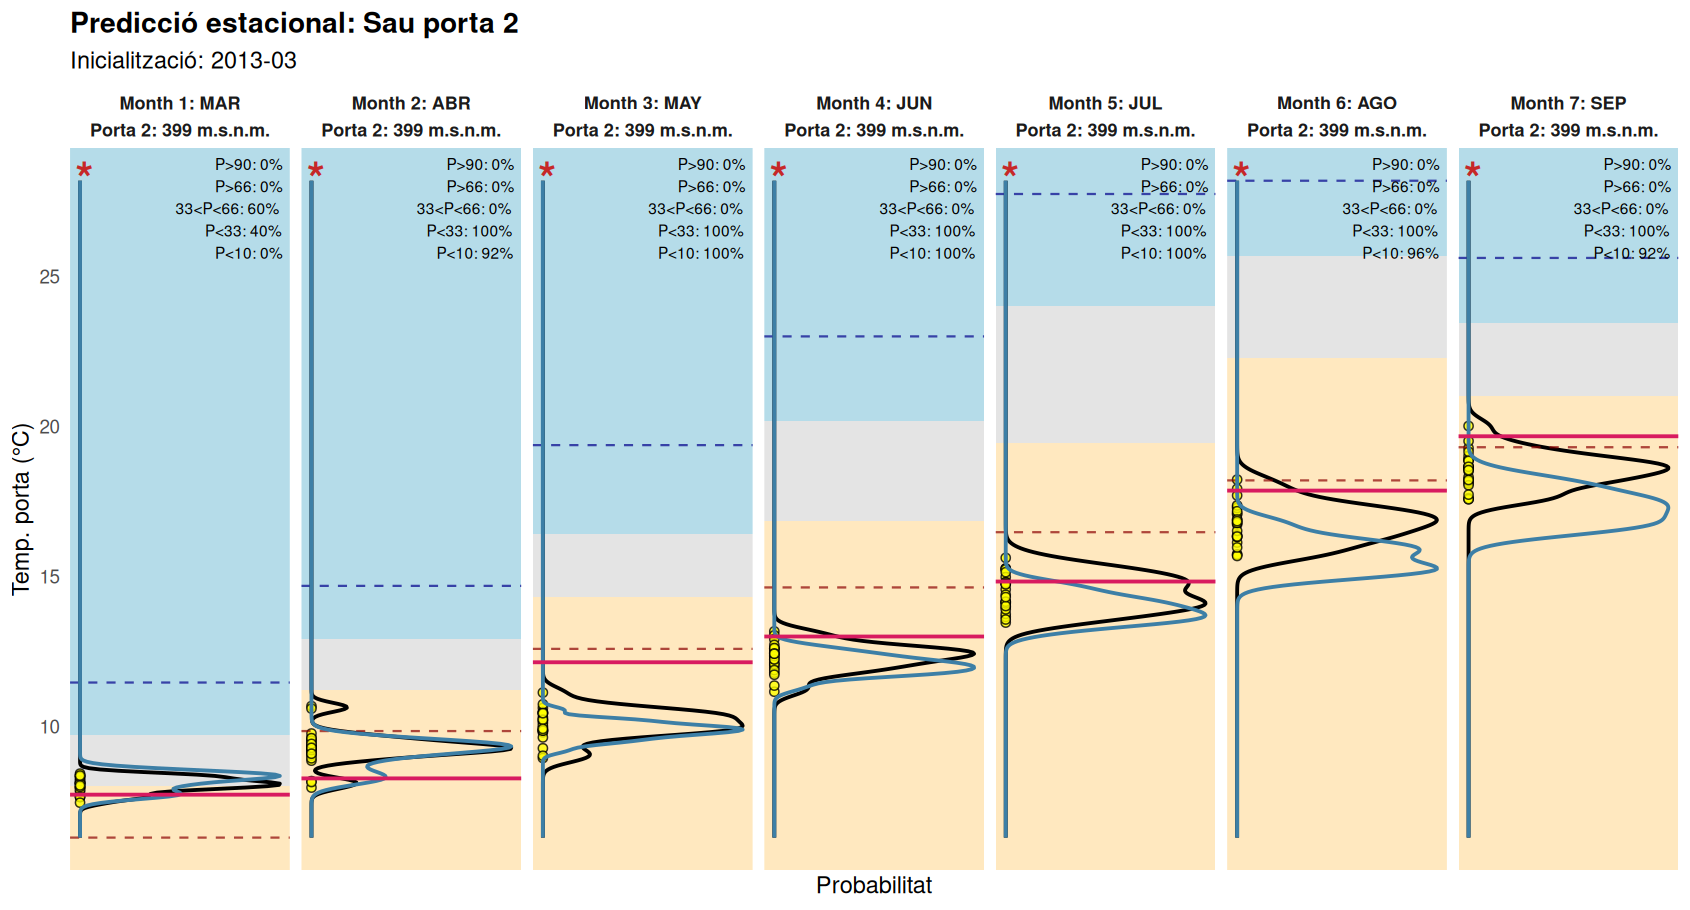 Predicció estacional: Sau porta 2
Inicialització: 2013-03
Month 1: MAR
Porta 2: 399 m.s.n.m.
Month 2: ABR
Porta 2: 399 m.s.n.m.
Month 3: MAY
Porta 2: 399 m.s.n.m.
Month 4: JUN
Porta 2: 399 m.s.n.m.
Month 5: JUL
Porta 2: 399 m.s.n.m.
Month 6: AGO
Porta 2: 399 m.s.n.m.
Month 7: SEP
Porta 2: 399 m.s.n.m.
*
P>90: 0%
P>66: 0%
33<P<66: 60%
P<33: 40%
P<10: 0%
*
P>90: 0%
P>66: 0%
33<P<66: 0%
P<33: 100%
P<10: 92%
*
P>90: 0%
P>66: 0%
33<P<66: 0%
P<33: 100%
P<10: 100%
*
P>90: 0%
P>66: 0%
33<P<66: 0%
P<33: 100%
P<10: 100%
*
P>90: 0%
P>66: 0%
33<P<66: 0%
P<33: 100%
P<10: 100%
*
P>90: 0%
P>66: 0%
33<P<66: 0%
P<33: 100%
P<10: 96%
*
P>90: 0%
P>66: 0%
33<P<66: 0%
P<33: 100%
P<10: 92%
Temp. porta (°C)
25
20
15
10
Probabilitat